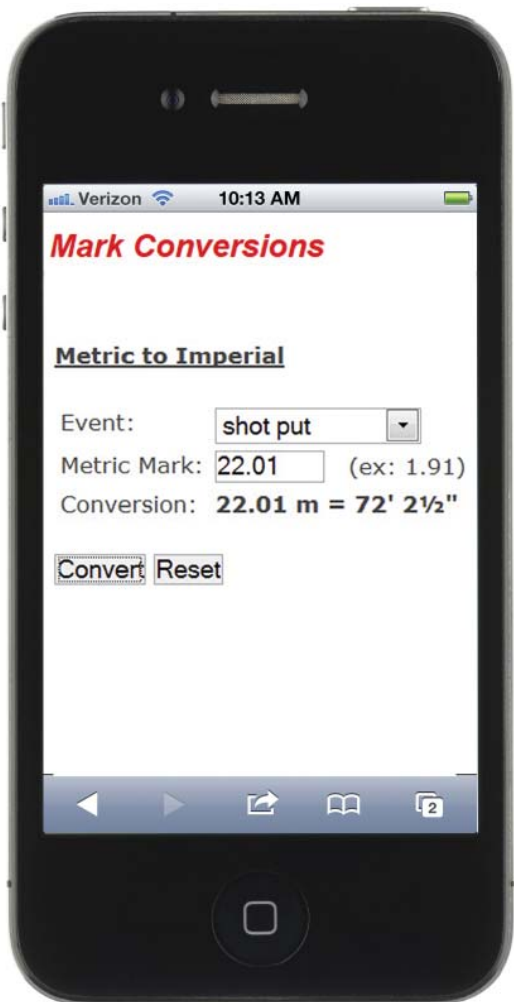 Verizon 10:13 AM
Mark Conversions
Metric to Imperial
Event: shot put
Metric Mark: 22.01 (ex: 1.91)
Conversion: 22.01 m = 72' 2½"
Convert Reset
2